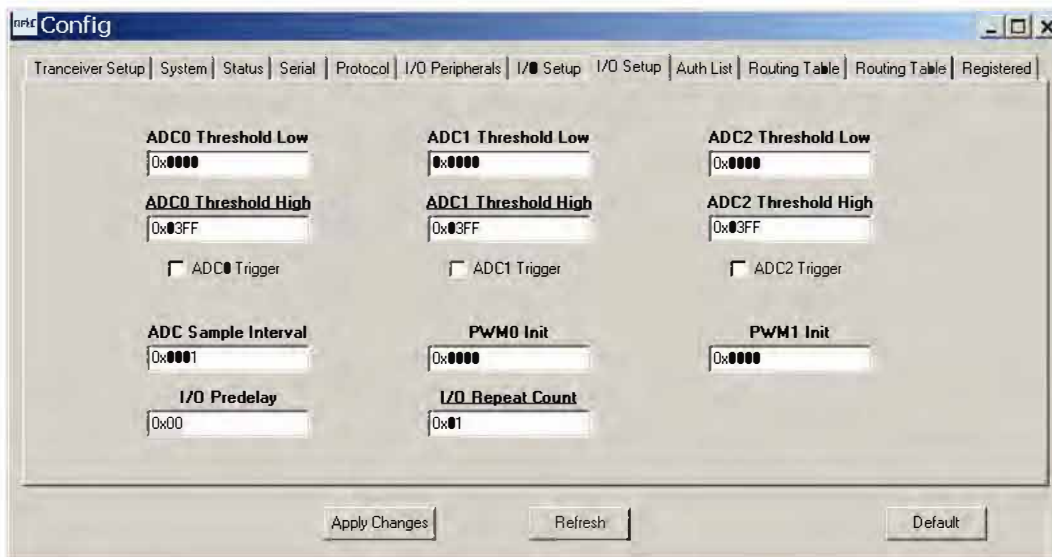 Config
Tranceiver Setup System Status Serial Protocol I/O Peripherals I/O Setup I/O Setup Auth List Routing Table Routing Table Registered
ADC0 Threshold Low ADC1 Threshold Low ADC2 Threshold Low
0x0000 0x0000 0x0000
ADC0 Threshold High ADC1 Threshold High ADC2 Threshold High
0x03FF 0x03FF 0x03FF
ADC0 Trigger ADC1 Trigger ADC2 Trigger
ADC Sample Interval PWM0 Init PWM1 Init
0x0001 0x0000 0x0000
I/O Predelay I/O Repeat Count
0x00 0x01
Apply Changes Refresh Default